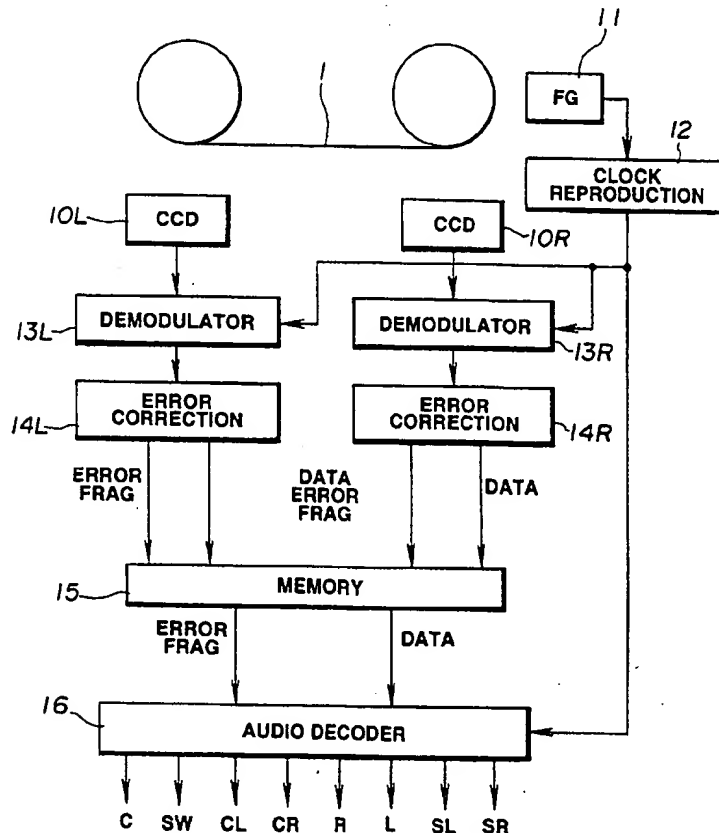 11
1
FG
12
CLOCK
REPRODUCTION
10L
CCD
CCD
10R
DEMODULATOR
13L
DEMODULATOR
13R
ERROR
CORRECTION
14L
ERROR
CORRECTION
14R
ERROR
FRAG
DATA
ERROR
FRAG
DATA
MEMORY
15
ERROR
FRAG
DATA
16
AUDIO DECODER
C SW CL CR R L SL SR